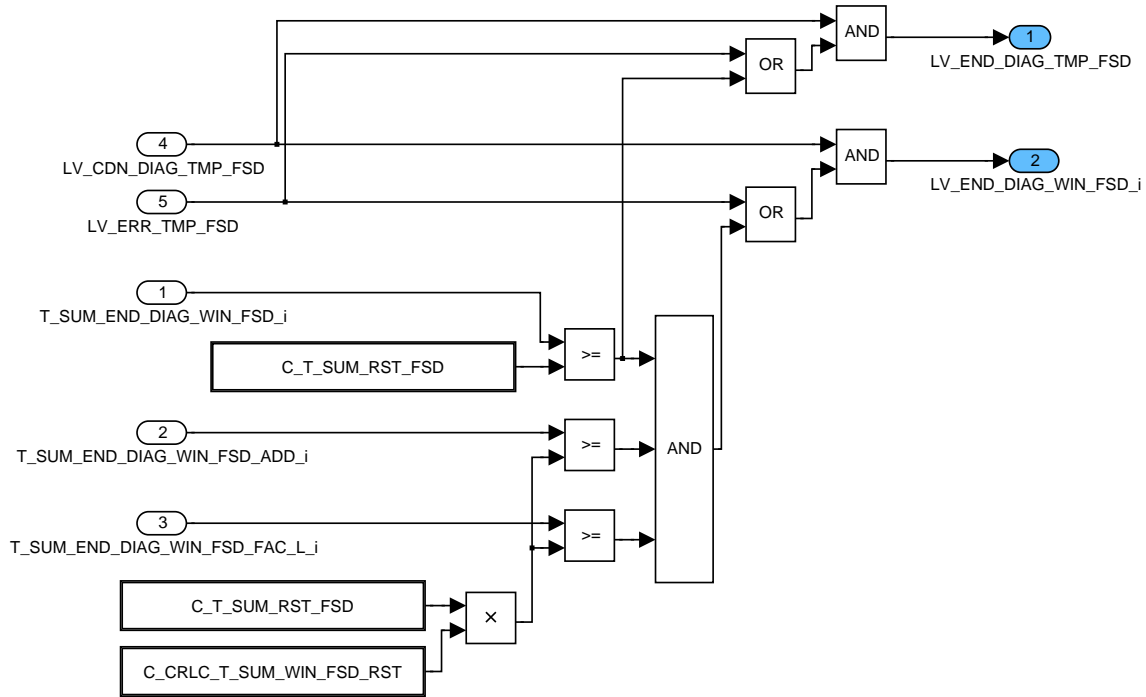 AND
1
LV_END_DIAG_TMP_FSD
OR
4
LV_CDN_DIAG_TMP_FSD
AND
2
LV_END_DIAG_WIN_FSD_i
5
LV_ERR_TMP_FSD
OR
1
T_SUM_END_DIAG_WIN_FSD_i
>=
C_T_SUM_RST_FSD
2
T_SUM_END_DIAG_WIN_FSD_ADD_i
>=
AND
3
T_SUM_END_DIAG_WIN_FSD_FAC_L_i
>=
C_T_SUM_RST_FSD
×
C_CRLC_T_SUM_WIN_FSD_RST